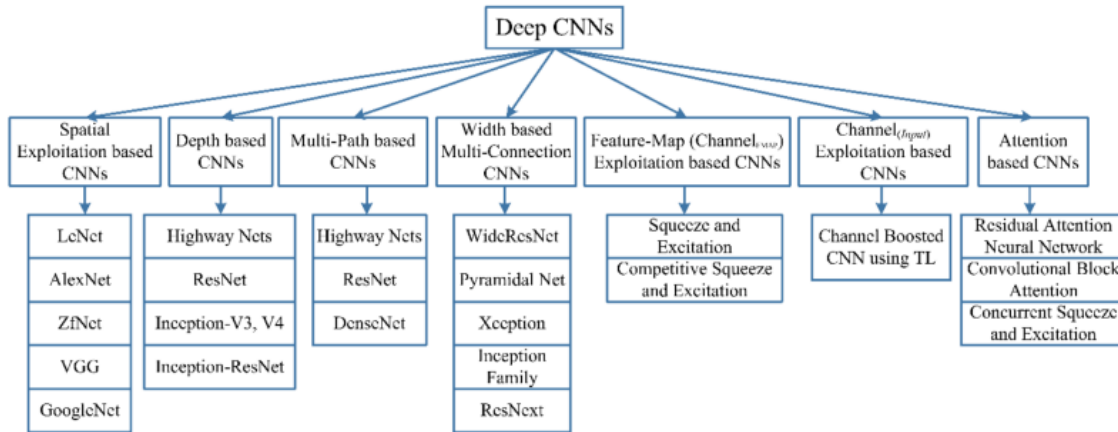 Deep CNNs
Spatial
Exploitation based
CNNs
Depth based
CNNs
Multi-Path based
CNNs
Width based
Multi-Connection
CNNs
Feature-Map (Channel FMAP)
Exploitation based CNNs
Channel(Input)
Exploitation based
CNNs
Attention
based CNNs
LeNet
AlexNet
ZfNet
VGG
GoogleNet
Highway Nets
ResNet
Inception-V3, V4
Inception-ResNet
Highway Nets
ResNet
DenseNet
WideResNet
Pyramidal Net
Xception
Inception
Family
ResNext
Squeeze and
Excitation
Competitive Squeeze
and Excitation
Channel Boosted
CNN using TL
Residual Attention
Neural Network
Convolutional Block
Attention
Concurrent Squeeze
and Excitation